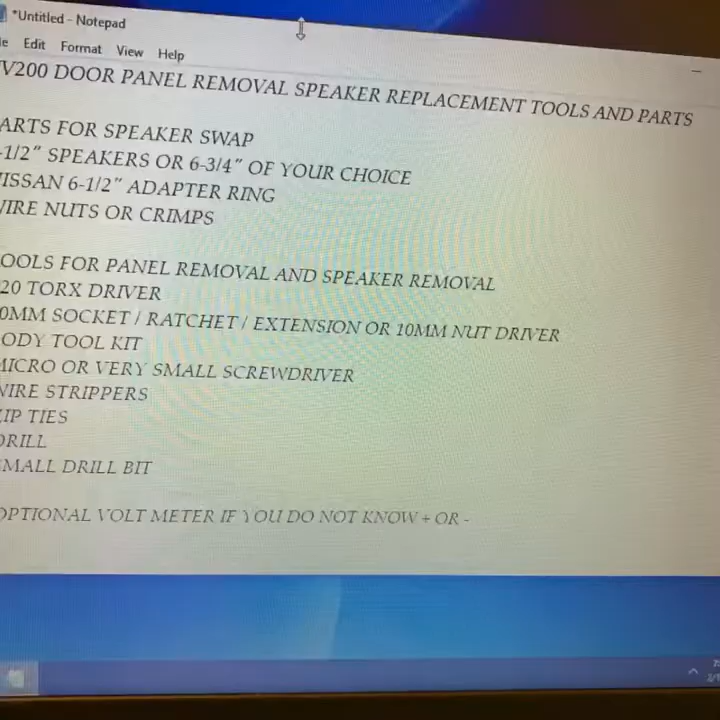 *Untitled - Notepad
Edit Format View Help
V200 DOOR PANEL REMOVAL SPEAKER REPLACEMENT TOOLS AND PARTS
ARTS FOR SPEAKER SWAP
-1/2" SPEAKERS OR 6-3/4" OF YOUR CHOICE
ISSAN 6-1/2" ADAPTER RING
WIRE NUTS OR CRIMPS
OOLS FOR PANEL REMOVAL AND SPEAKER REMOVAL
20 TORX DRIVER
0MM SOCKET / RATCHET / EXTENSION OR 10MM NUT DRIVER
ODY TOOL KIT
MICRO OR VERY SMALL SCREWDRIVER
WIRE STRIPPERS
IP TIES
DRILL
SMALL DRILL BIT
OPTIONAL VOLT METER IF YOU DO NOT KNOW + OR -